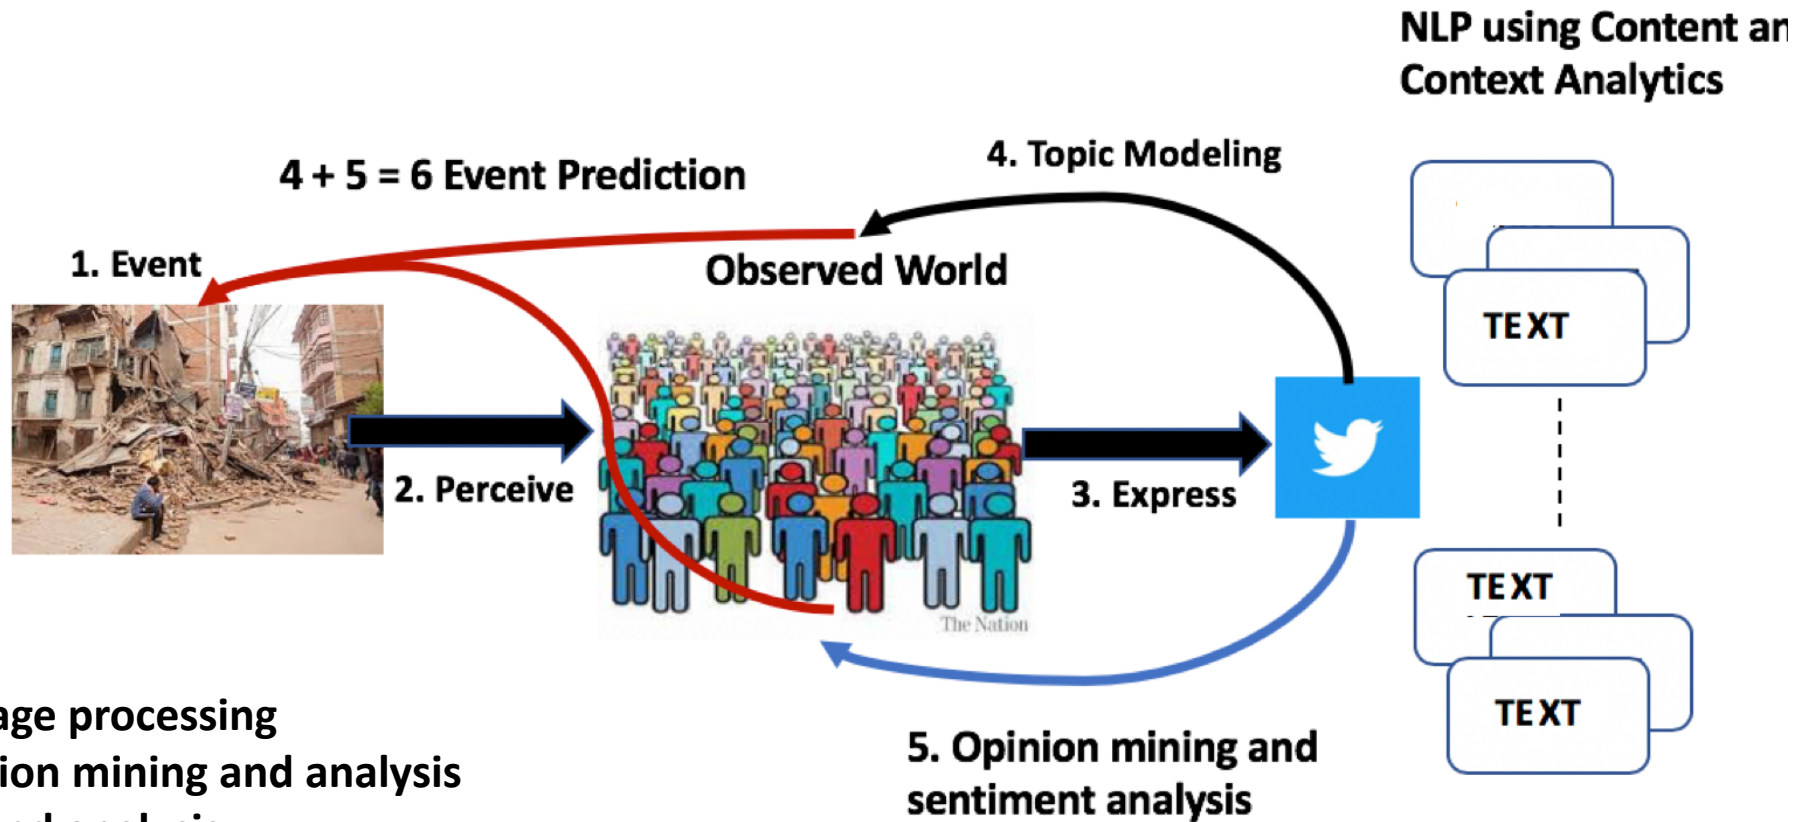 NLP using Content
Context Analytics
4 + 5 = 6 Event Prediction
4. Topic Modeling
1. Event
Observed World
TEXT
2. Perceive
3. Express
TEXT
The Nation
TEXT
age processing
ion mining and analysis
5. Opinion mining and
sentiment analysis